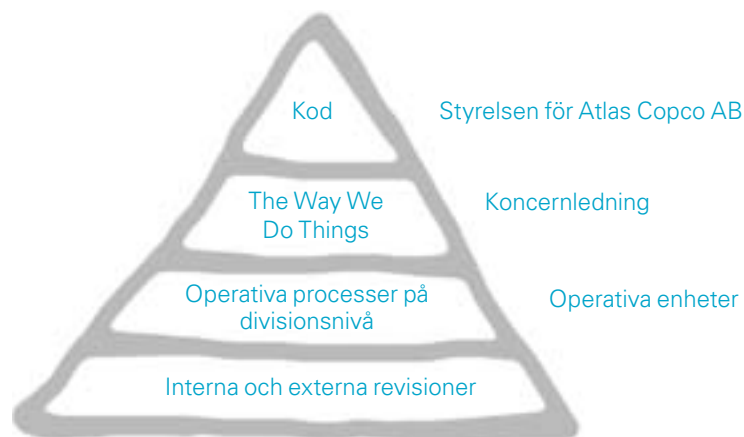 Kod
Styrelsen för Atlas Copco AB
The Way We
Do Things
Koncernledning
Operativa processer på
divisionsnivå
Operativa enheter
Interna och externa revisioner